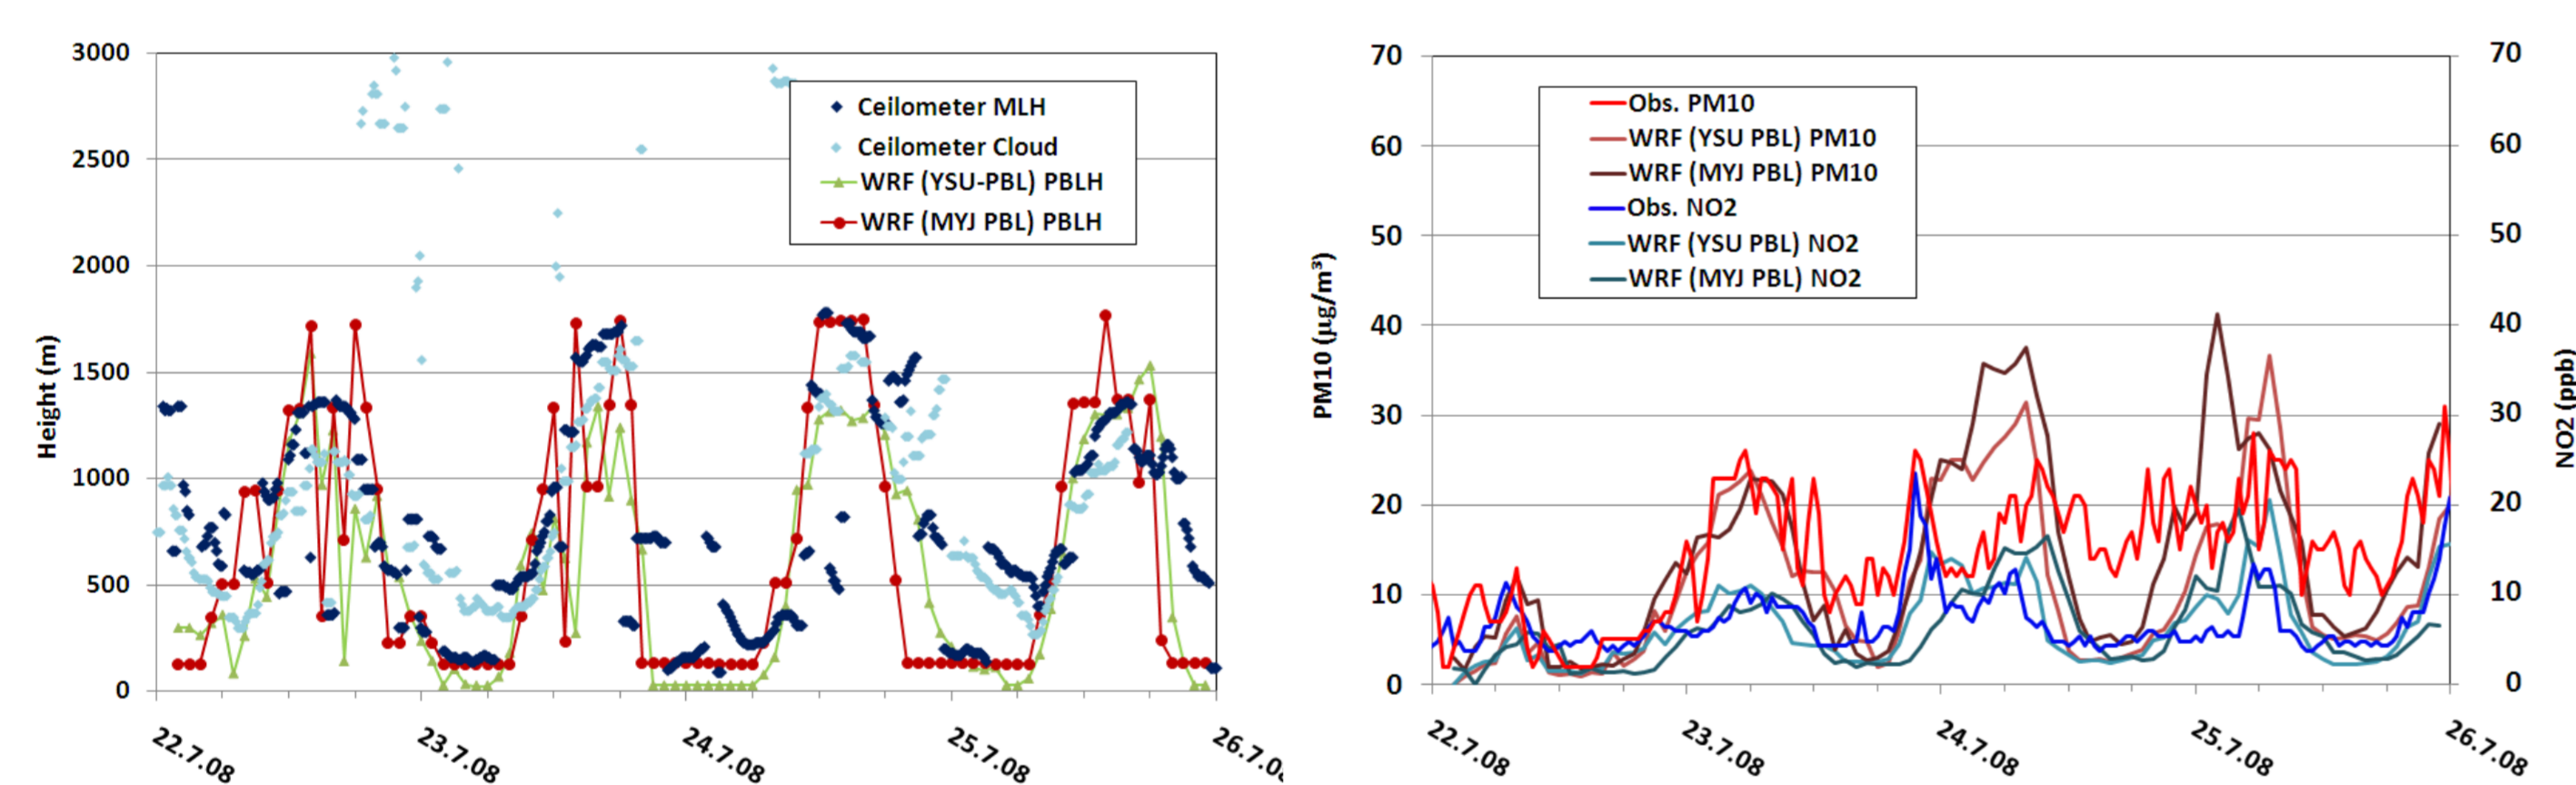 3000
2500
2000
1500
1000
500
0
Height (m)
Ceilometer MLH
Ceilometer Cloud
WRF (YSU-PBL) PBLH
WRF (MYJ PBL) PBLH
22.7.08
23.7.08
24.7.08
25.7.08
26.7.0
70
60
50
40
30
20
10
0
PM10 (µg/m³)
Obs. PM10
WRF (YSU PBL) PM10
WRF (MYJ PBL) PM10
Obs. NO2
WRF (YSU PBL) NO2
WRF (MYJ PBL) NO2
70
60
50
40
30
20
10
0
NO2 (ppb)
22.7.08
23.7.08
24.7.08
25.7.08
26.7.08